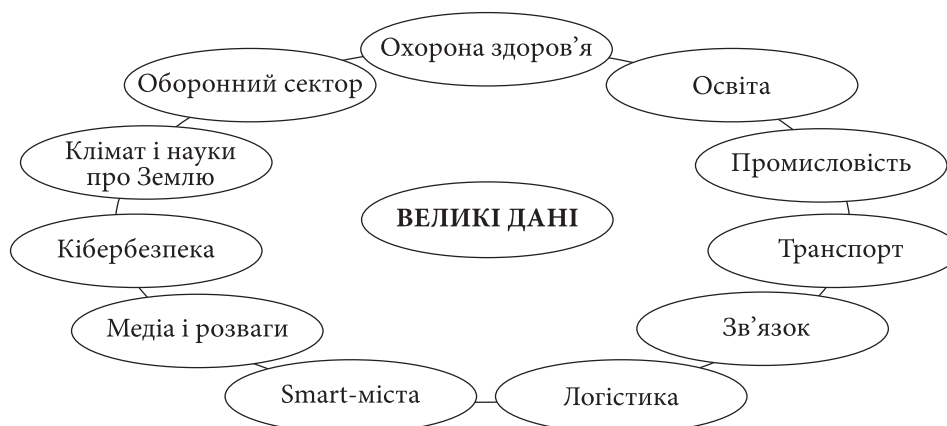 Охорона здоров’я
Оборонний сектор
Освіта
Клімат і науки
про Землю
Промисловість
ВЕЛИКІ ДАНІ
Кібербезпека
Транспорт
Медіа і розваги
Зв’язок
Smart-міста
Логістика